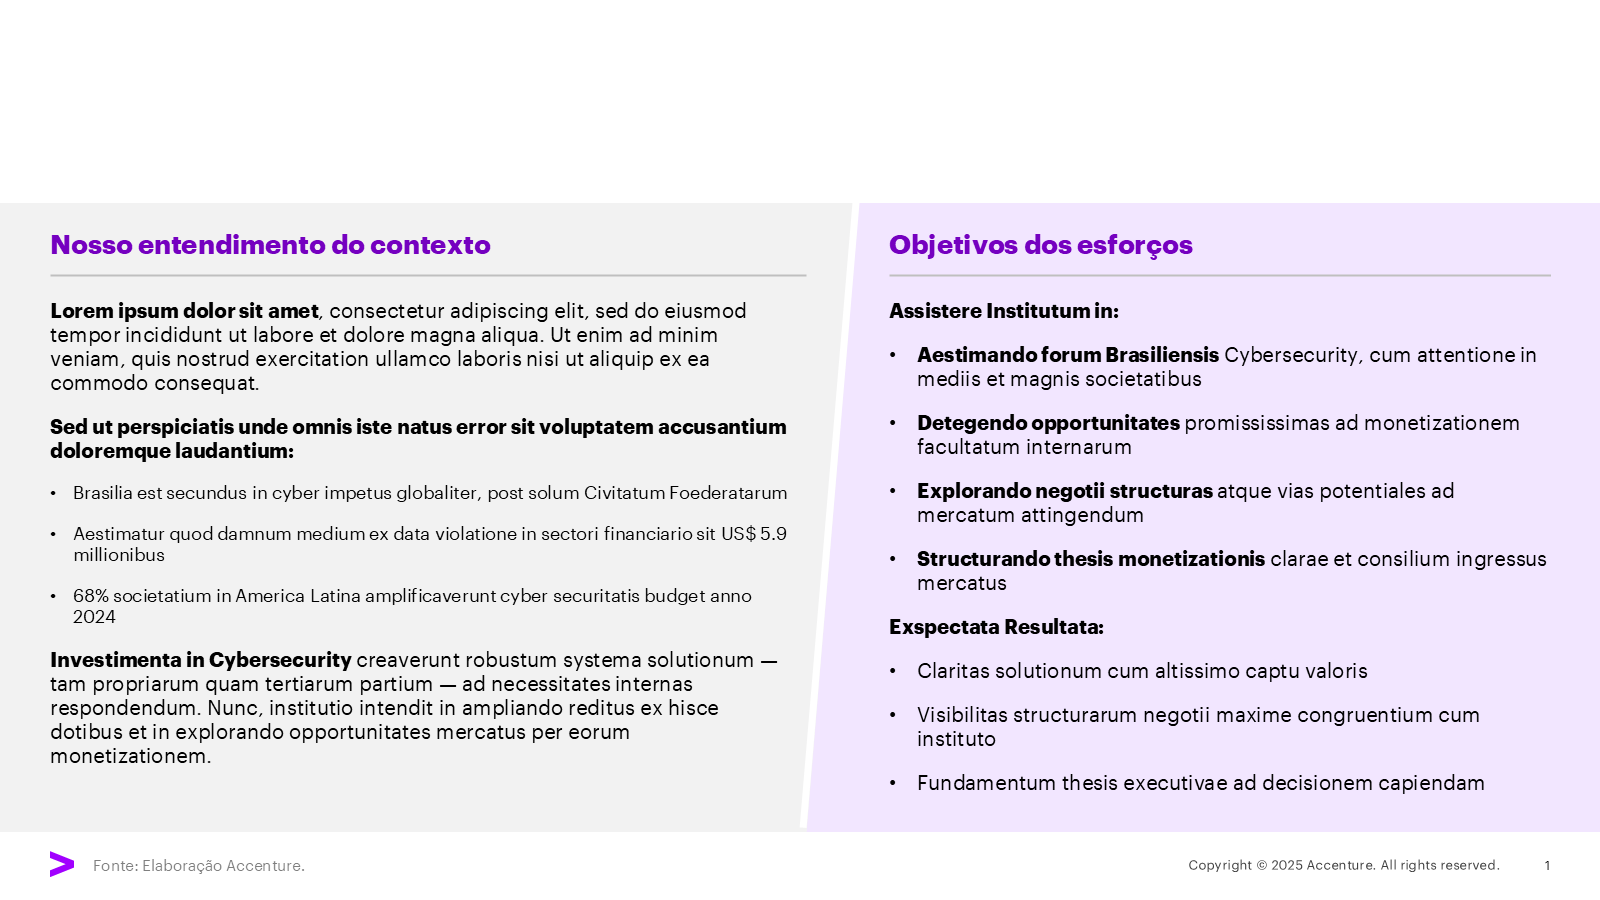 Nosso entendimento do contexto
Lorem ipsum dolor sit amet, consectetur adipiscing elit, sed do eiusmod
tempor incididunt ut labore et dolore magna aliqua. Ut enim ad minim
veniam, quis nostrud exercitation ullamco laboris nisi ut aliquip ex ea
commodo consequat.
Sed ut perspiciatis unde omnis iste natus error sit voluptatem accusantium
doloremque laudantium:
• Brasilia est secundus in cyber impetus globaliter, post solum Civitatum Foederatarum
• Aestimatur quod damnum medium ex data violatione in sectori financiario sit US$ 5.9
millionibus
• 68% societatium in America Latina amplificaverunt cyber securitatis budget anno
2024
Investimenta in Cybersecurity creaverunt robustum systema solutionum —
tam propriarum quam tertiarum partium — ad necessitates internas
respondendum. Nunc, institutio intendit in ampliando reditus ex hisce
dotibus et in explorando opportunitates mercatus per eorum
monetizationem.
Objetivos dos esforços
Assistere Institutum in:
• Aestimando forum Brasiliensis Cybersecurity, cum attentione in
mediis et magnis societatibus
• Detegendo opportunitates promississimas ad monetizationem
facultatum internarum
• Explorando negotii structuras atque vias potentiales ad
mercatum attingendum
• Structurando thesis monetizationis clarae et consilium ingressus
mercatus
Exspectata Resultata:
• Claritas solutionum cum altissimo captu valoris
• Visibilitas structurarum negotii maxime congruentium cum
instituto
• Fundamentum thesis executivae ad decisionem capiendam
Fonte: Elaboração Accenture.
Copyright © 2025 Accenture. All rights reserved.
1